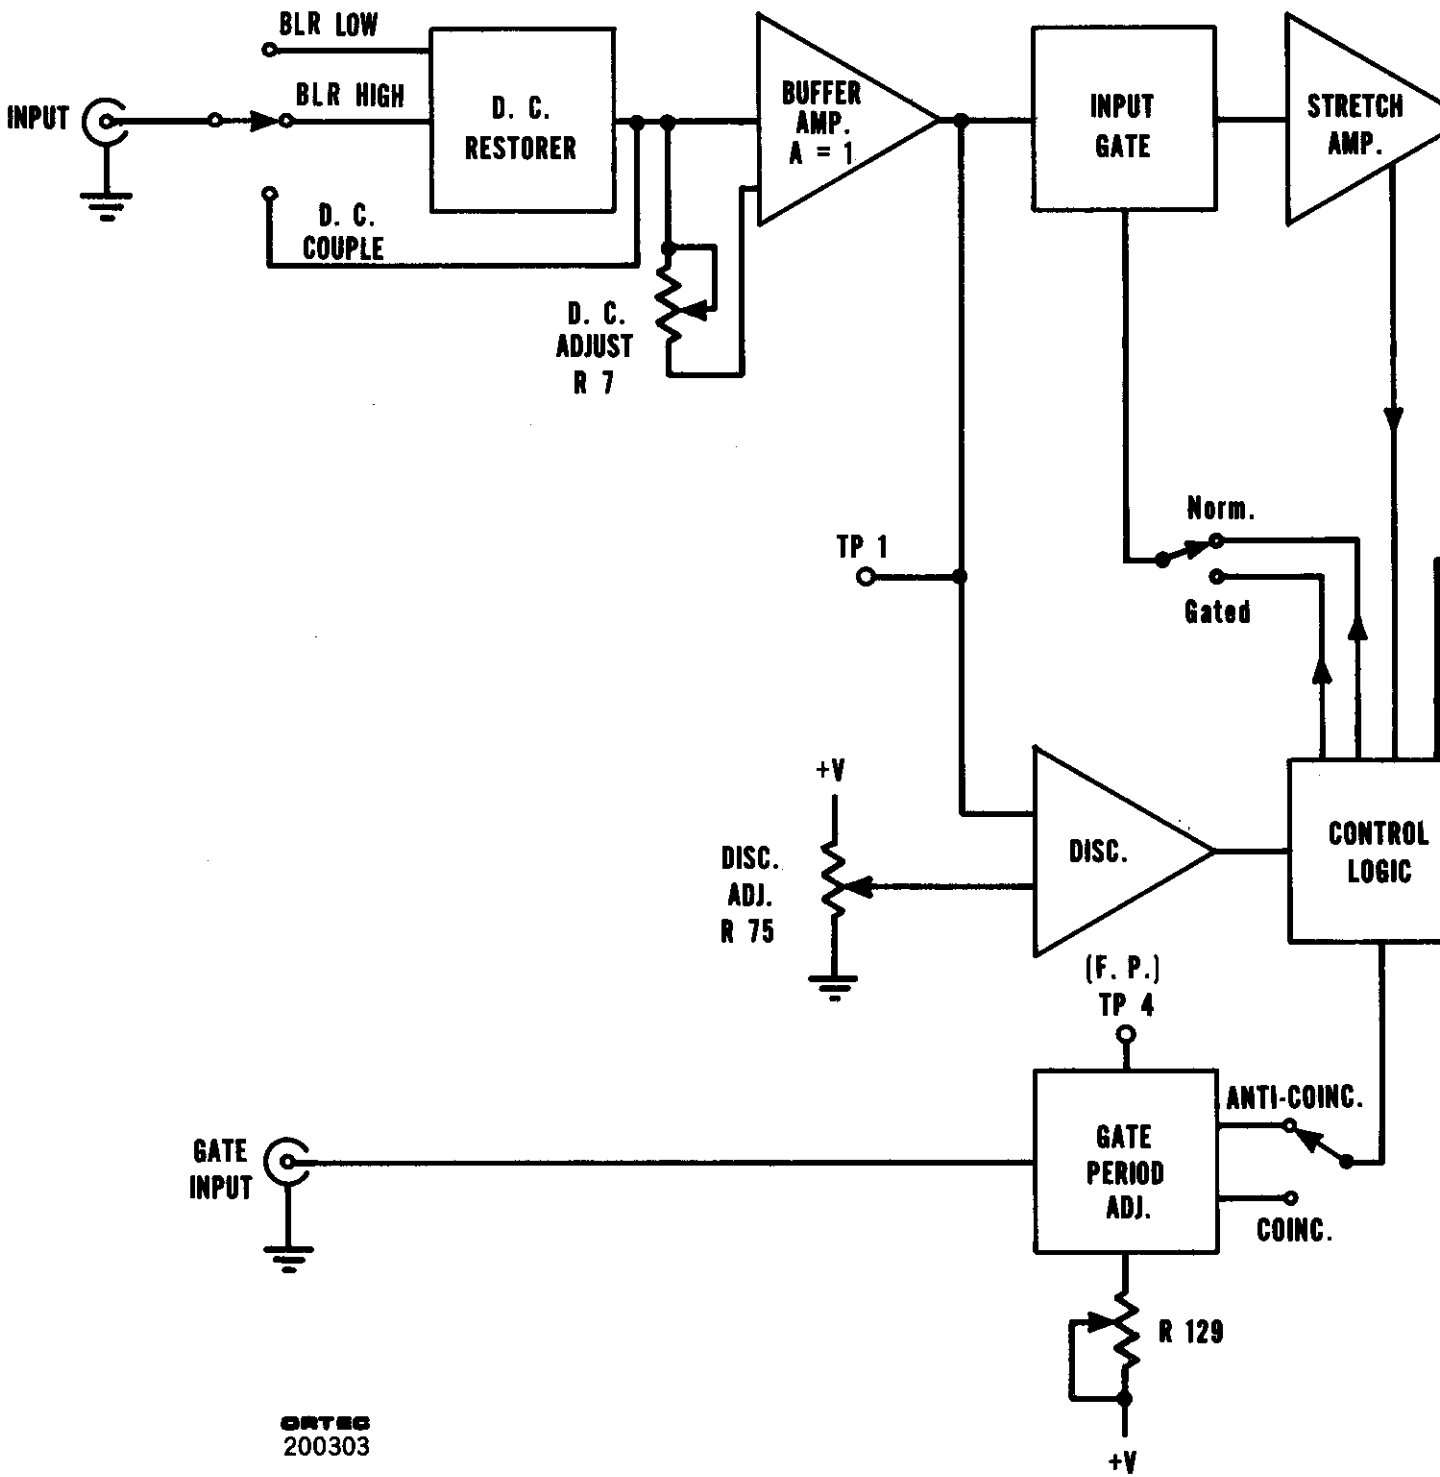 BLR LOW
INPUT
BLR HIGH
D. C.
RESTORER
BUFFER
AMP.
A = 1
INPUT
GATE
STRETCH
AMP.
D. C.
COUPLE
D. C.
ADJUST
R 7
Norm.
TP 1
Gated
+V
DISC.
ADJ.
R 75
DISC.
CONTROL
LOGIC
(F. P.)
TP 4
GATE
INPUT
GATE
PERIOD
ADJ.
ANTI-COINC.
COINC.
R 129
+V
ORTEC
200303